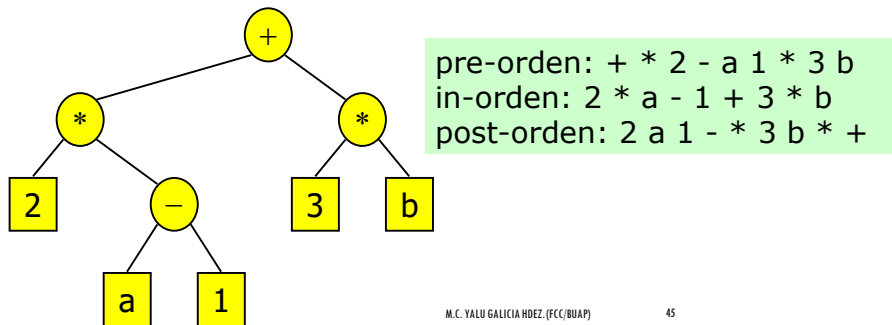 +
* *
2 − 3 b
a 1
pre-orden: + * 2 - a 1 * 3 b
in-orden: 2 * a - 1 + 3 * b
post-orden: 2 a 1 - * 3 b * +
M.C. YALU GALICIA HDEZ. (FCC/BUAP) 45